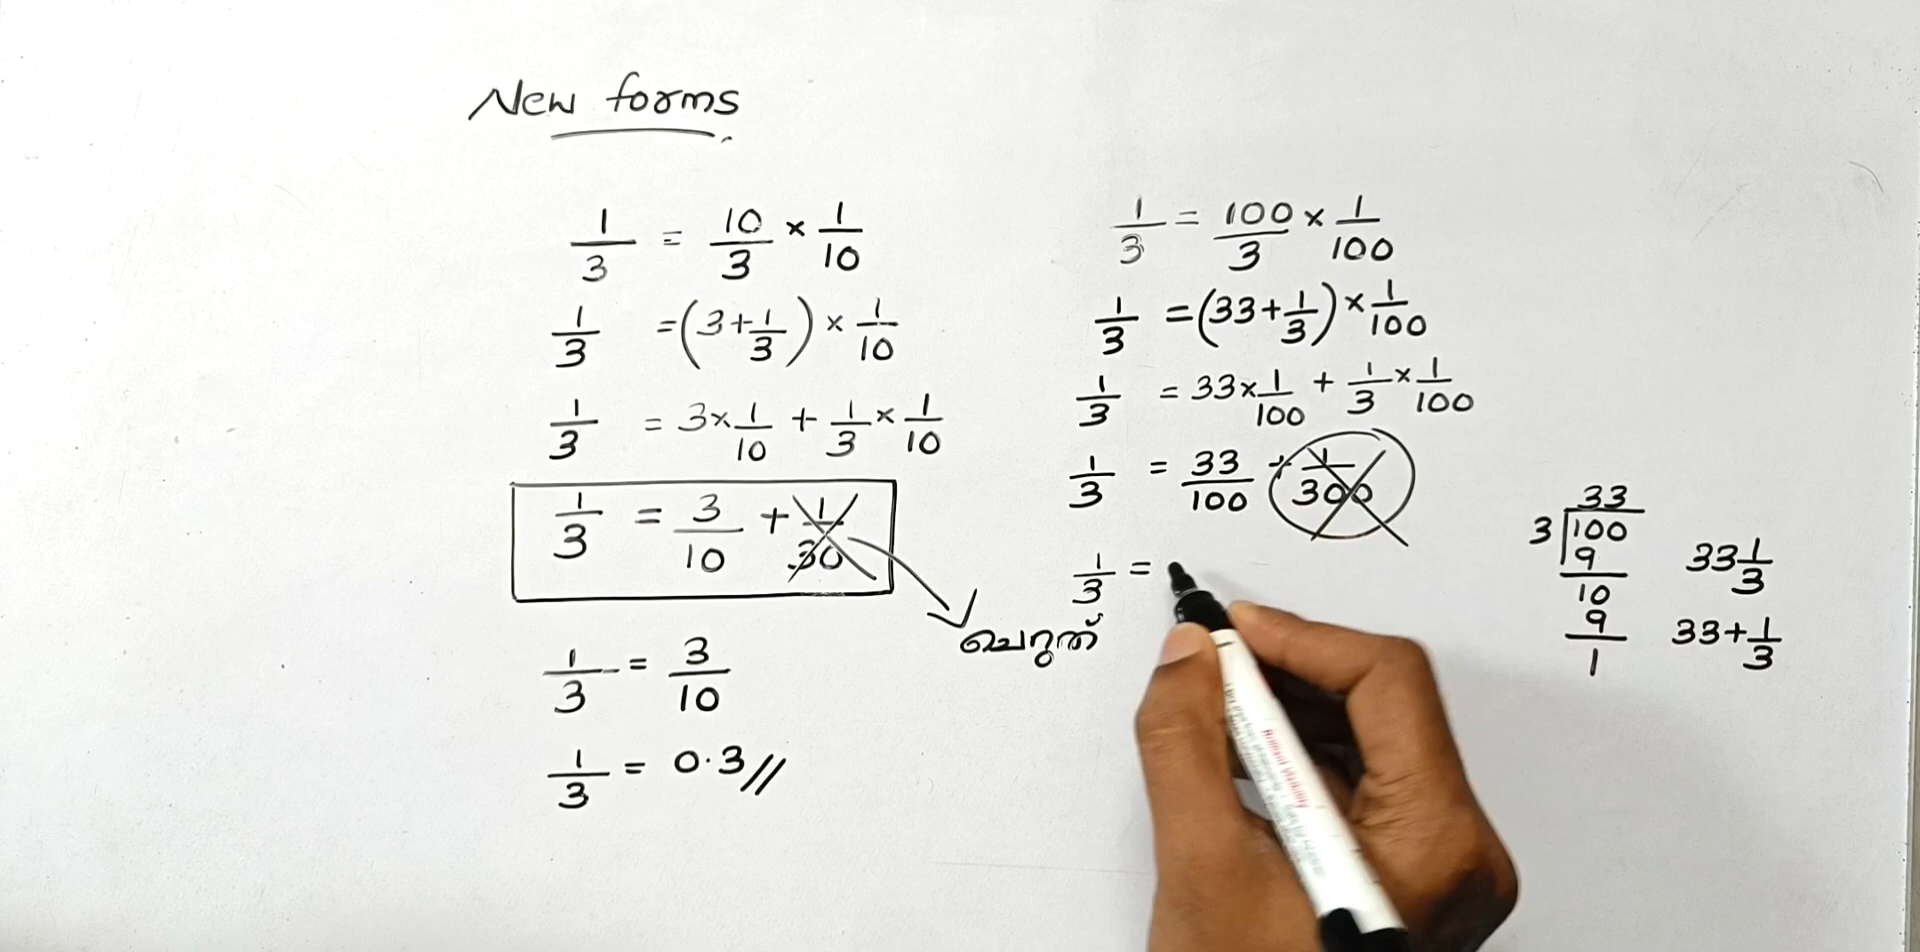 New forms
1/3 = 10/3 × 1/10
1/3 = (3+1/3) × 1/10
1/3 = 3×1/10 + 1/3×1/10
1/3 = 3/10 + 1/30
ചെറുത്
1/3 = 3/10
1/3 = 0.3//
1/3 = 100/3 × 1/100
1/3 = (33+1/3) × 1/100
1/3 = 33×1/100 + 1/3×1/100
1/3 = 33/100 + 1/300
1/3 =
33
3 100
9
10
9
1
33 1/3
33+1/3